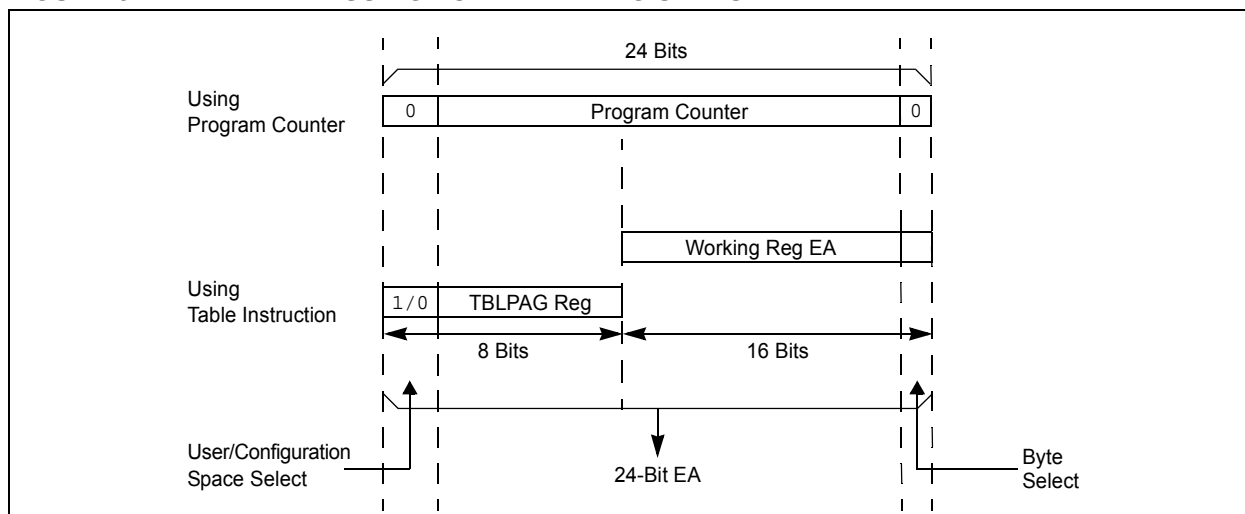 24 Bits
Using
Program Counter
0
Program Counter
0
Working Reg EA
Using
Table Instruction
1/0
TBLPAG Reg
8 Bits
16 Bits
User/Configuration
Space Select
24-Bit EA
Byte
Select